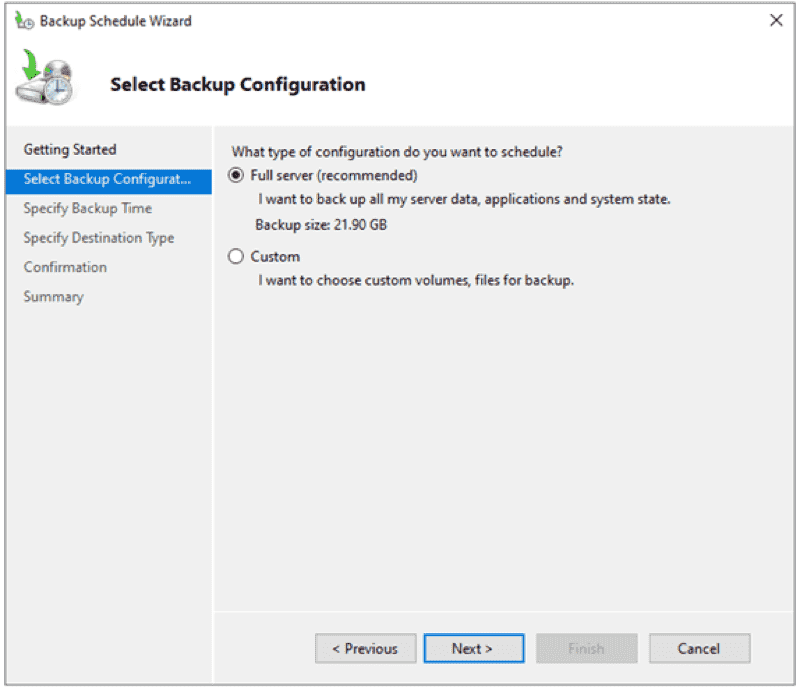 Backup Schedule Wizard
Select Backup Configuration
Getting Started
Select Backup Configurat...
Specify Backup Time
Specify Destination Type
Confirmation
Summary
What type of configuration do you want to schedule?
Full server (recommended)
I want to back up all my server data, applications and system state.
Backup size: 21.90 GB
Custom
I want to choose custom volumes, files for backup.
< Previous
Next >
Finish
Cancel